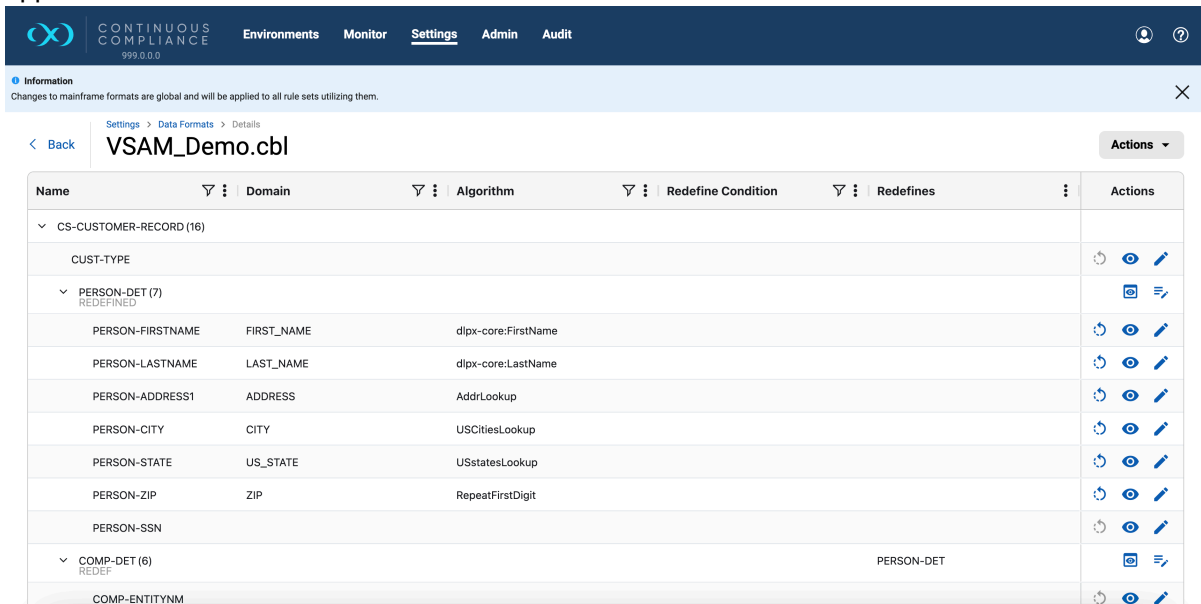 CONTINUOUS
COMPLIANCE
999.0.0.0
Environments Monitor Settings Admin Audit
Information
Changes to mainframe formats are global and will be applied to all rule sets utilizing them.
Settings > Data Formats > Details
Back
VSAM_Demo.cbl
Actions
Name Domain Algorithm Redefine Condition Redefines Actions
CS-CUSTOMER-RECORD (16)
CUST-TYPE
PERSON-DET (7)
REDEFINED
PERSON-FIRSTNAME FIRST_NAME dlpx-core:FirstName
PERSON-LASTNAME LAST_NAME dlpx-core:LastName
PERSON-ADDRESS1 ADDRESS AddrLookup
PERSON-CITY CITY USCitiesLookup
PERSON-STATE US_STATE USstatesLookup
PERSON-ZIP ZIP RepeatFirstDigit
PERSON-SSN
COMP-DET (6) PERSON-DET
REDEF
COMP-ENTITYNM